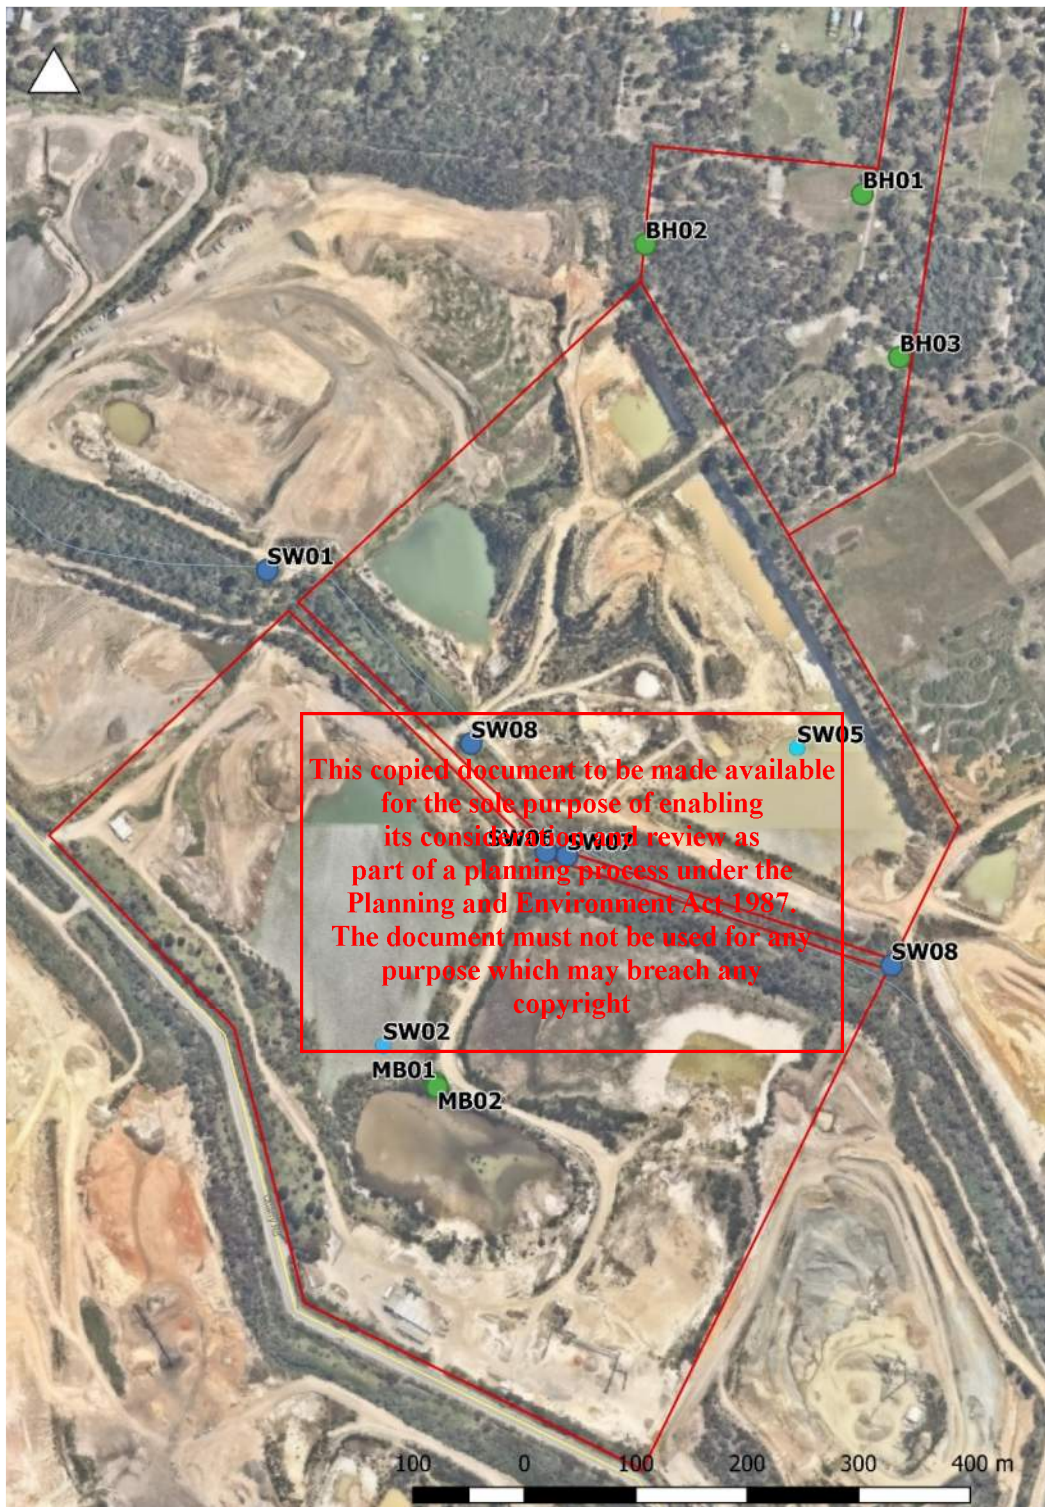 BH01
BH02
BH03
SW01
SW08
SW05
This copied document to be made available
for the sole purpose of enabling
its consideration and review as
SW06
SW07
part of a planning process under the
Planning and Environment Act 1987.
The document must not be used for any
SW08
purpose which may breach any
copyright
SW02
MB01
MB02
100 0 100 200 300 400 m